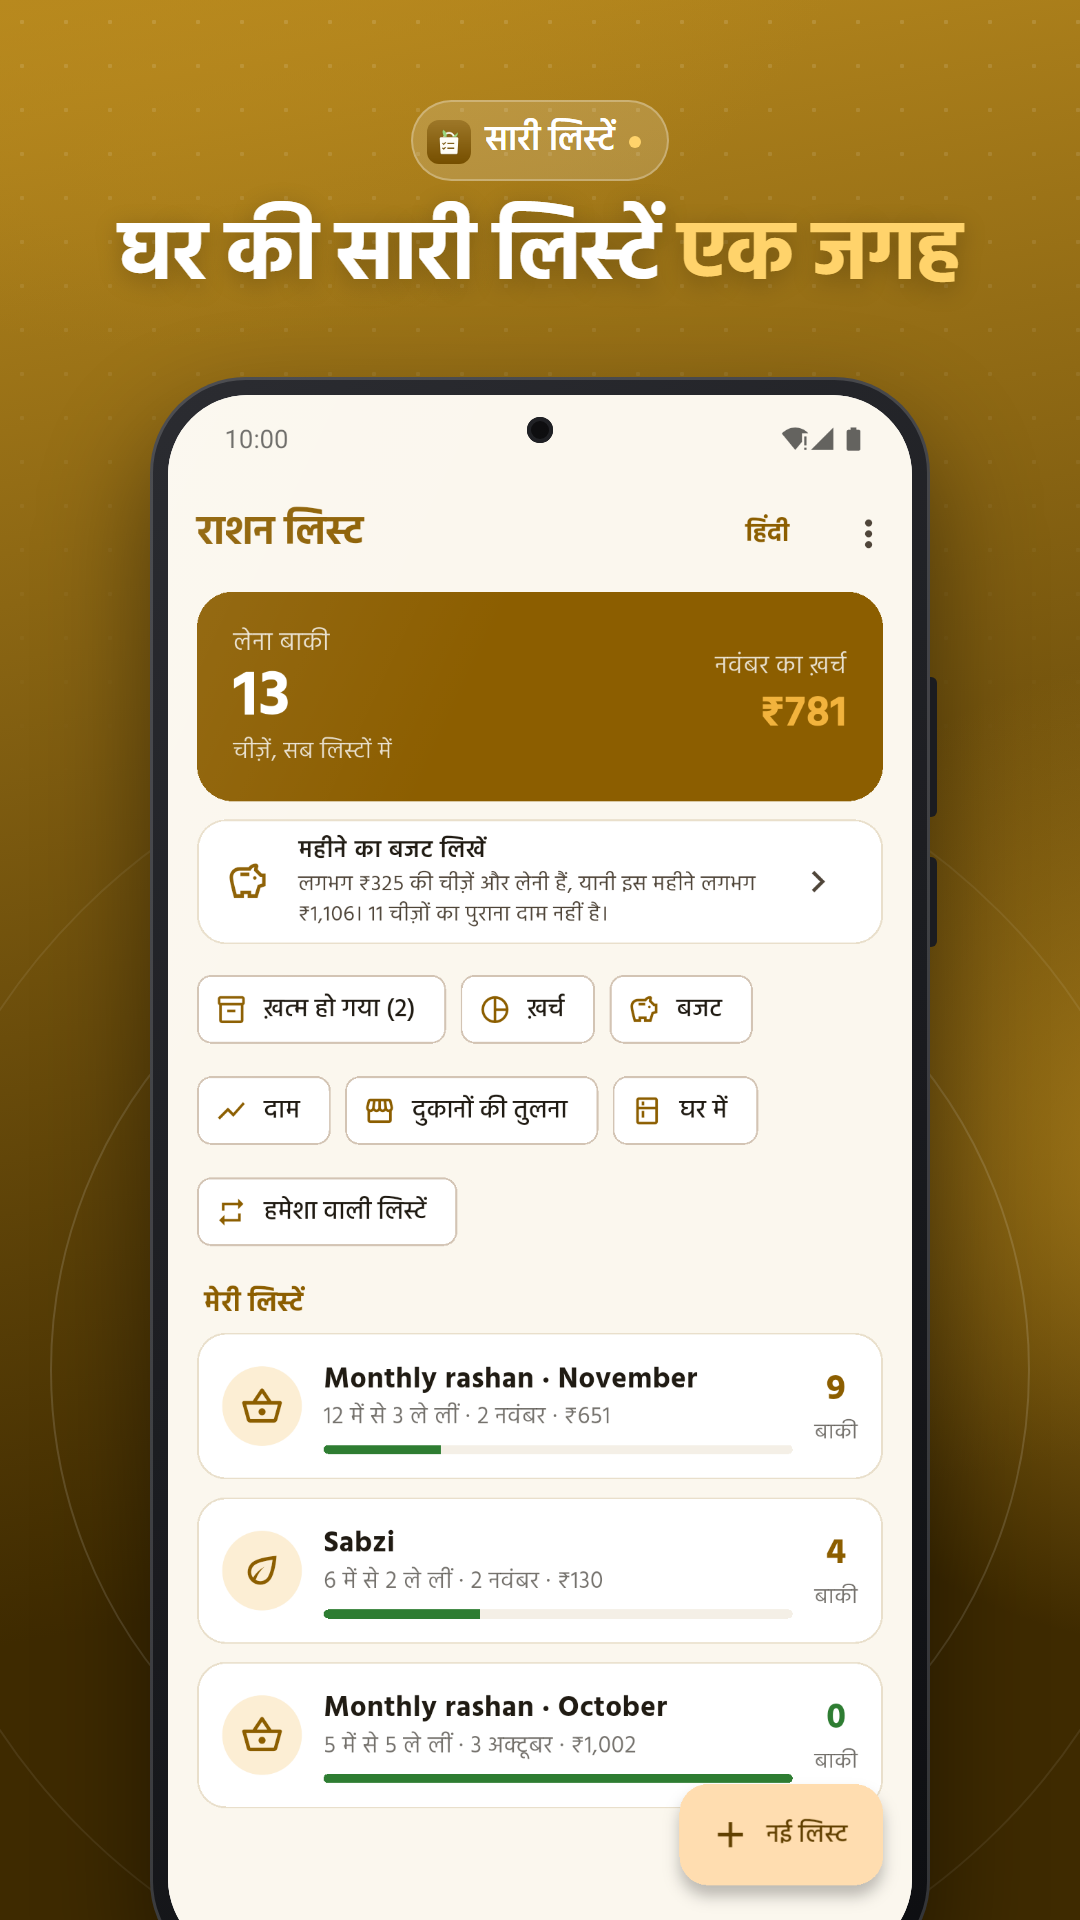 सारी लिस्टें
घर की सारी लिस्टें एक जगह
10:00
राशन लिस्ट
हिंदी
लेना बाकी
13
चीज़ें, सब लिस्टों में
नवंबर का ख़र्च
₹781
महीने का बजट लिखें
लगभग ₹325 की चीज़ें और लेनी हैं, यानी इस महीने लगभग
₹1,106। 11 चीज़ों का पुराना दाम नहीं है।
ख़त्म हो गया (2)
ख़र्च
बजट
दाम
दुकानों की तुलना
घर में
हमेशा वाली लिस्टें
मेरी लिस्टें
Monthly rashan · November
12 में से 3 ले लीं · 2 नवंबर · ₹651
9
बाकी
Sabzi
6 में से 2 ले लीं · 2 नवंबर · ₹130
4
बाकी
Monthly rashan · October
5 में से 5 ले लीं · 3 अक्टूबर · ₹1,002
0
बाकी
नई लिस्ट